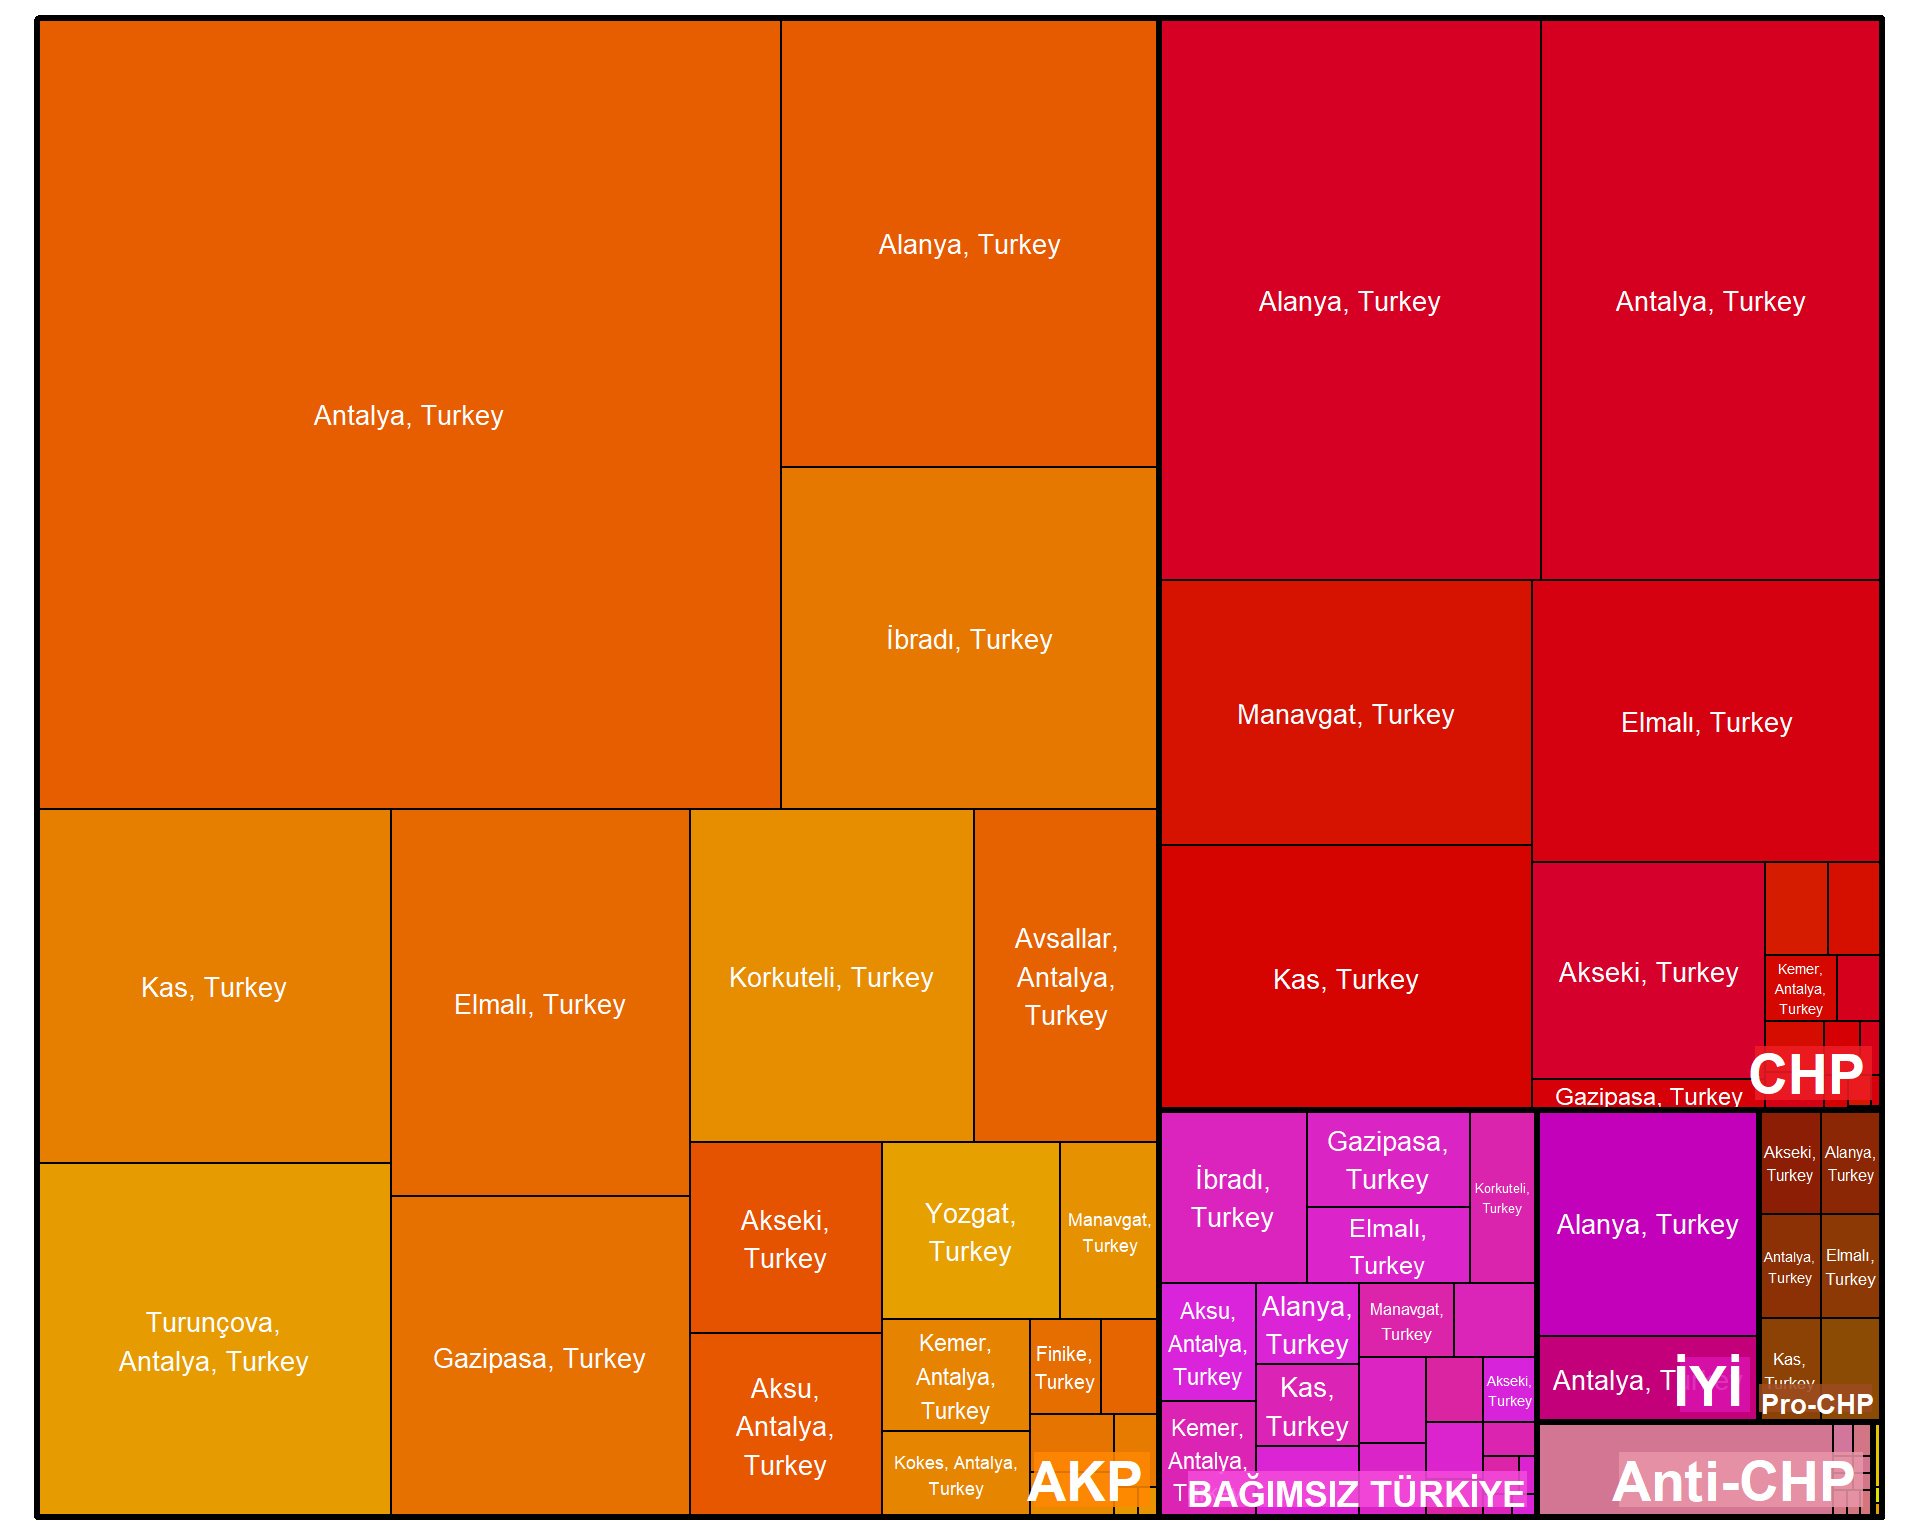 Antalya, Turkey
Alanya, Turkey
İbradı, Turkey
Kas, Turkey
Elmalı, Turkey
Korkuteli, Turkey
Avsallar,
Antalya,
Turkey
Turunçova,
Antalya, Turkey
Gazipasa, Turkey
Akseki,
Turkey
Aksu,
Antalya,
Turkey
Yozgat,
Turkey
Manavgat,
Turkey
Kemer,
Antalya,
Turkey
Finike,
Turkey
Kokes, Antalya,
Turkey
AKP
Alanya, Turkey
Antalya, Turkey
Manavgat, Turkey
Elmalı, Turkey
Kas, Turkey
Akseki, Turkey
Kemer,
Antalya,
Turkey
Gazipasa, Turkey
CHP
İbradı,
Turkey
Gazipasa,
Turkey
Elmalı,
Turkey
Korkuteli,
Turkey
Aksu,
Antalya,
Turkey
Alanya,
Turkey
Manavgat,
Turkey
Kas,
Turkey
Akseki,
Turkey
Kemer,
Antalya,
BAĞIMSIZ TÜRKİYE
Alanya, Turkey
Antalya, Turkey
İYİ
Akseki,
Turkey
Alanya,
Turkey
Antalya,
Turkey
Elmalı,
Turkey
Kas,
Turkey
Pro-CHP
Anti-CHP